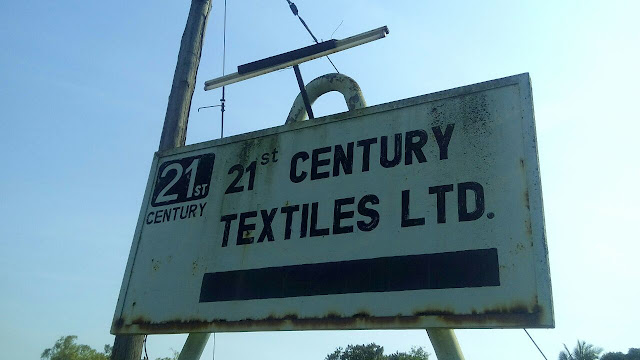 21ST
CENTURY
21st CENTURY
TEXTILES LTD.